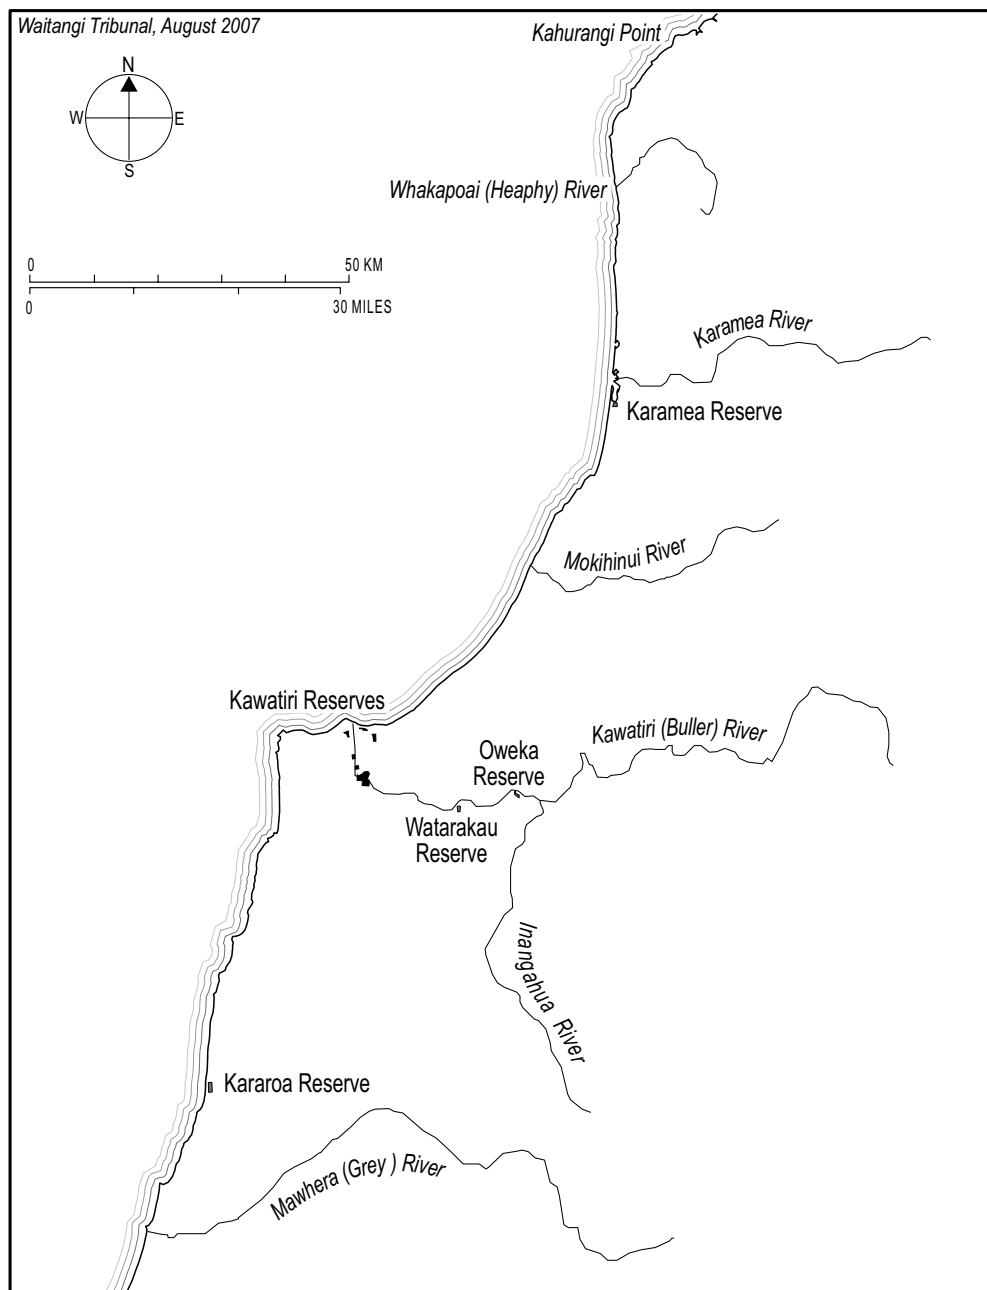 Waitangi Tribunal, August 2007
Kahurangi Point
N
W
E
S
Whakapoai (Heaphy) River
0
50 KM
0
30 MILES
Karamea River
Karamea Reserve
Mokihinui River
Kawatiri Reserves
Kawatiri (Buller) River
Oweka
Reserve
Watarakau
Reserve
Inangahua River
Kararoa Reserve
Mawhera (Grey ) River